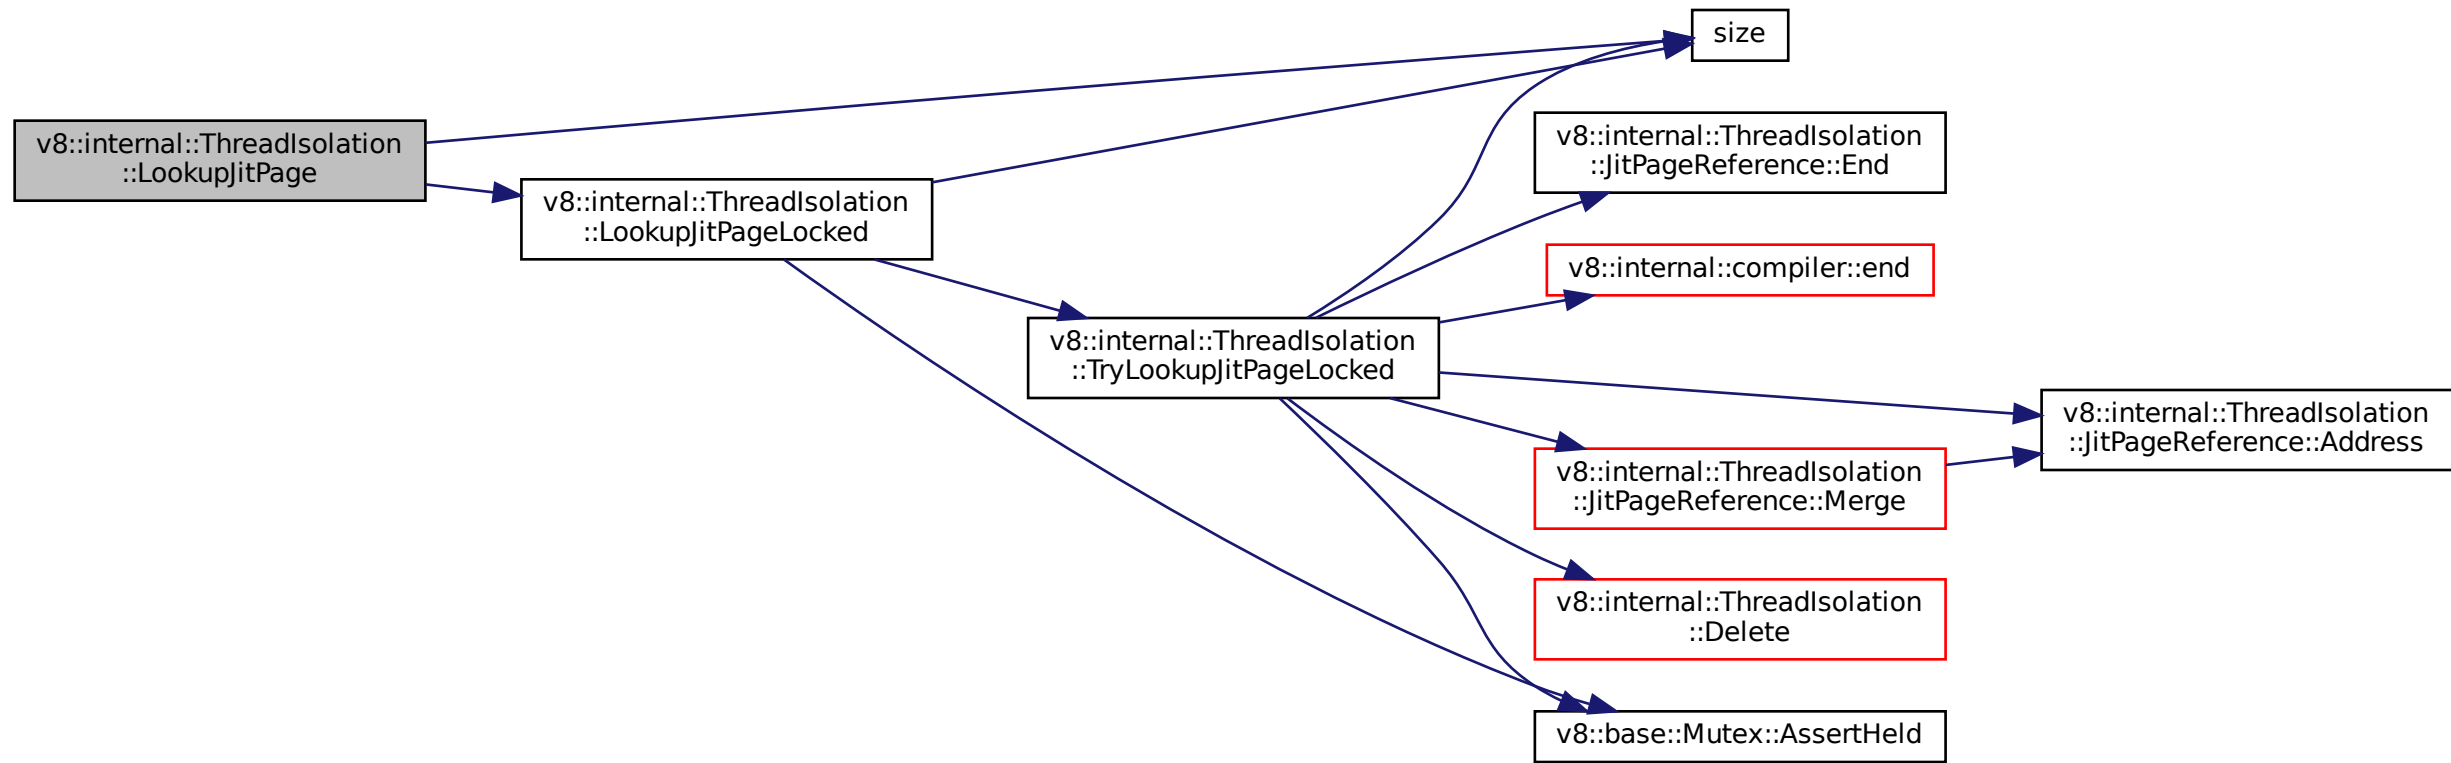 v8::internal::ThreadIsolation
::LookupJitPage
v8::internal::ThreadIsolation
::LookupJitPageLocked
v8::internal::ThreadIsolation
::TryLookupJitPageLocked
size
v8::internal::ThreadIsolation
::JitPageReference::End
v8::internal::compiler::end
v8::internal::ThreadIsolation
::JitPageReference::Merge
v8::internal::ThreadIsolation
::Delete
v8::base::Mutex::AssertHeld
v8::internal::ThreadIsolation
::JitPageReference::Address